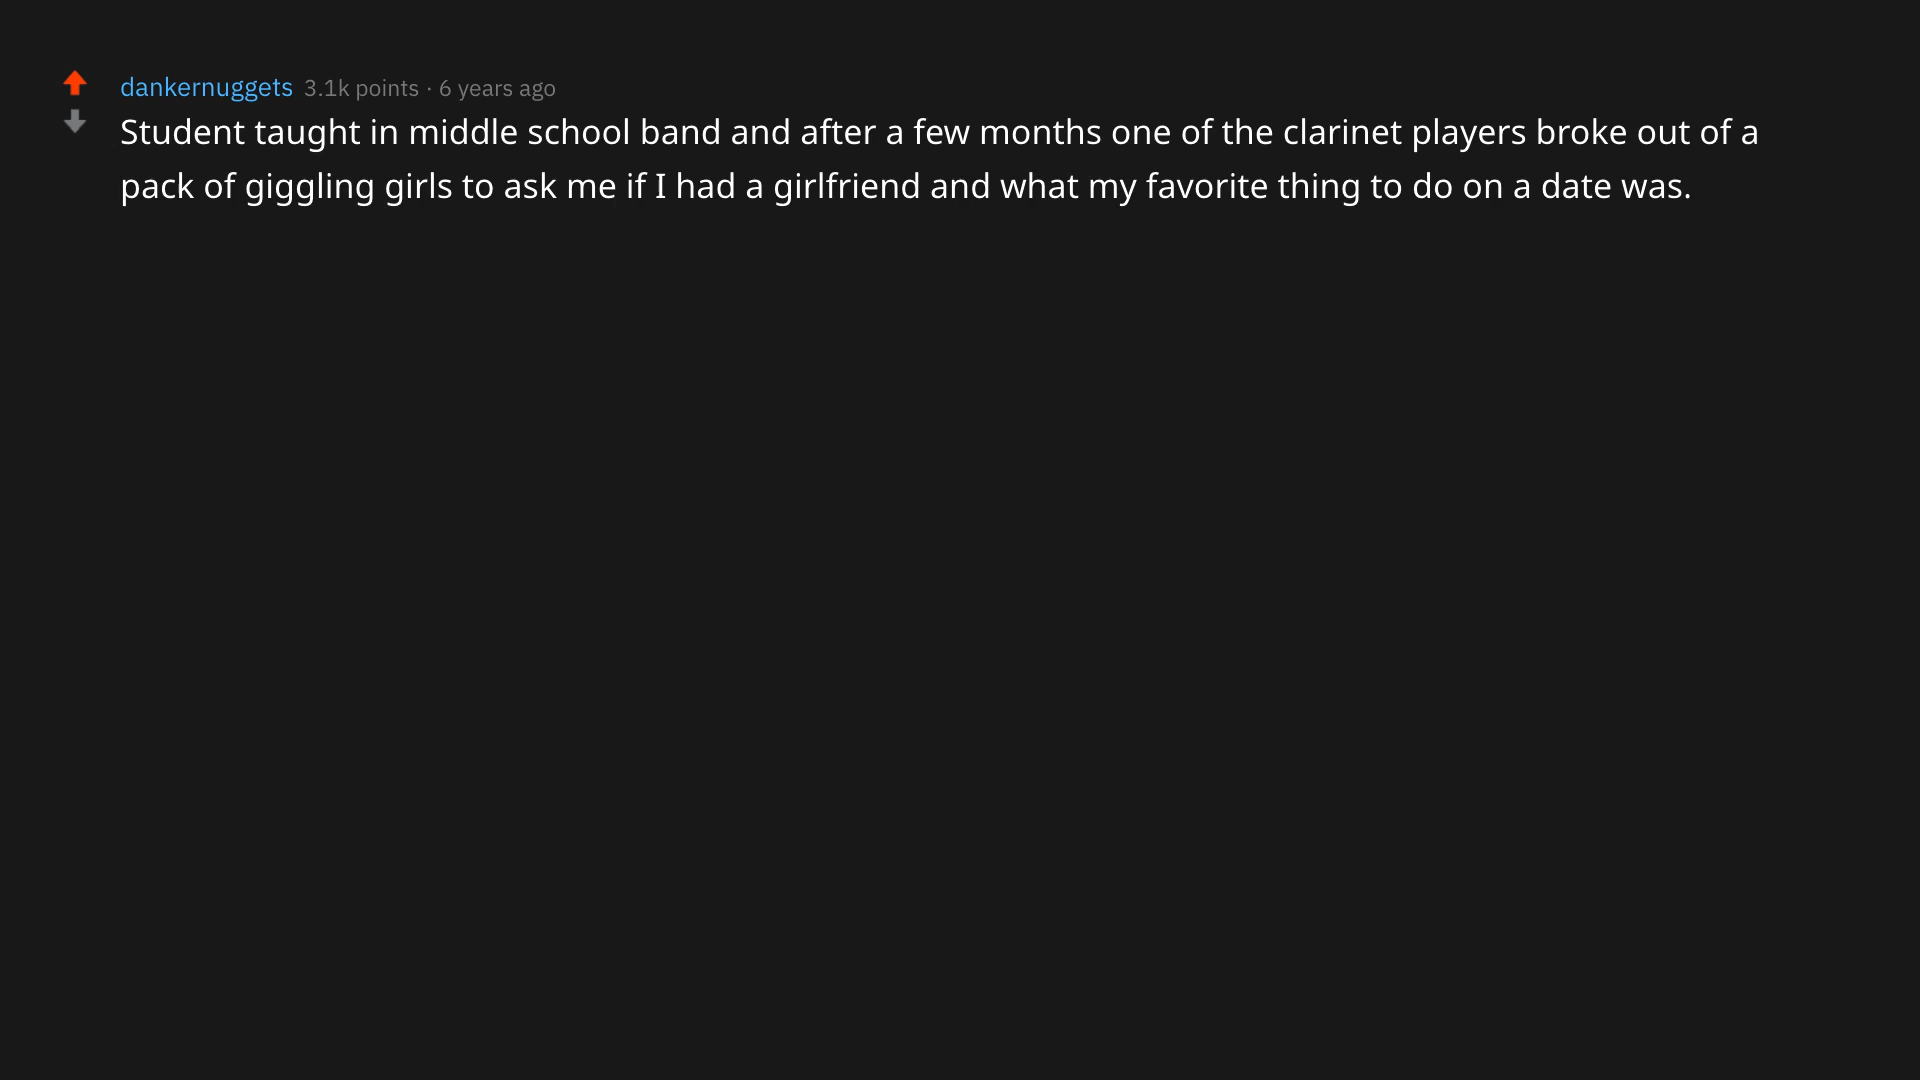 dankernuggets 3.1k points · 6 years ago
Student taught in middle school band and after a few months one of the clarinet players broke out of a
pack of giggling girls to ask me if I had a girlfriend and what my favorite thing to do on a date was.